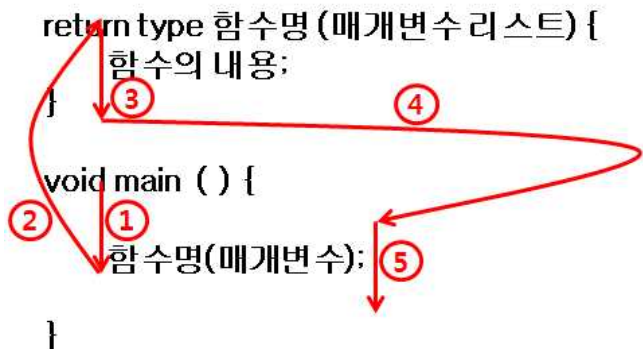 return type 함수명 (매개변수 리스트) {
함수의 내용;
}
③
④
void main ( ) {
②
①
함수명(매개변수);
⑤
}